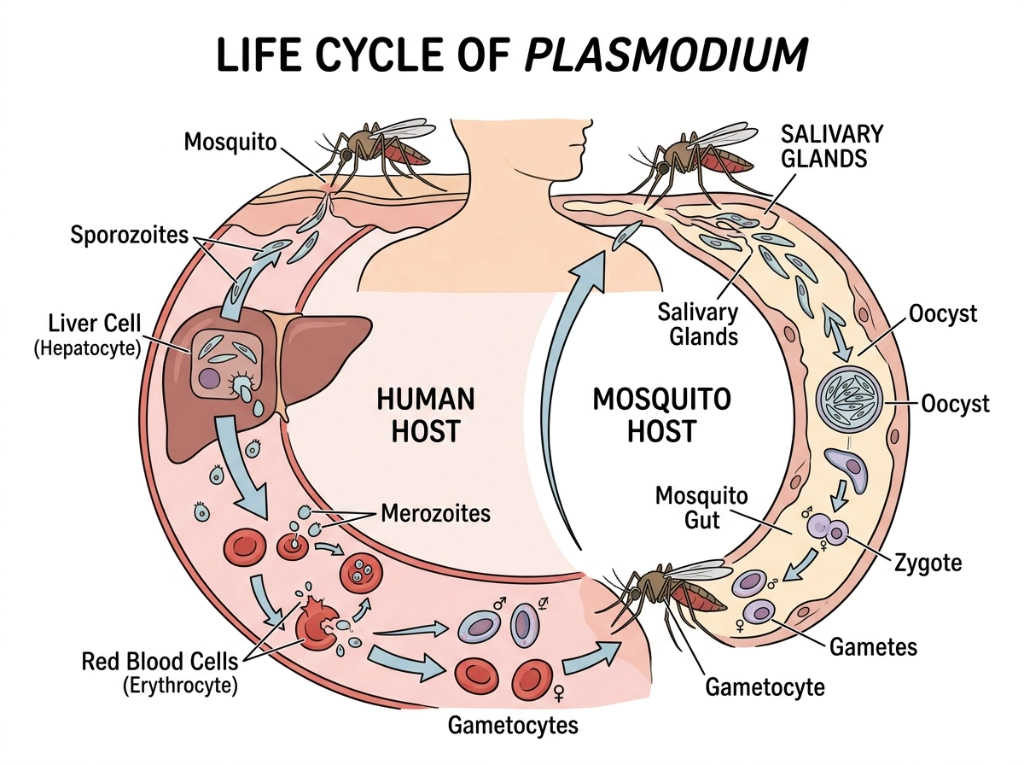 LIFE CYCLE OF PLASMODIUM
Mosquito
SALIVARY
GLANDS
Sporozoites
Salivary
Glands
Liver Cell
(Hepatocyte)
Oocyst
HUMAN
HOST
MOSQUITO
HOST
Oocyst
Mosquito
Gut
Merozoites
♂
♀
Zygote
♂
⚥
♂
♀
Gametes
Red Blood Cells
(Erythrocyte)
♀
Gametocyte
Gametocytes